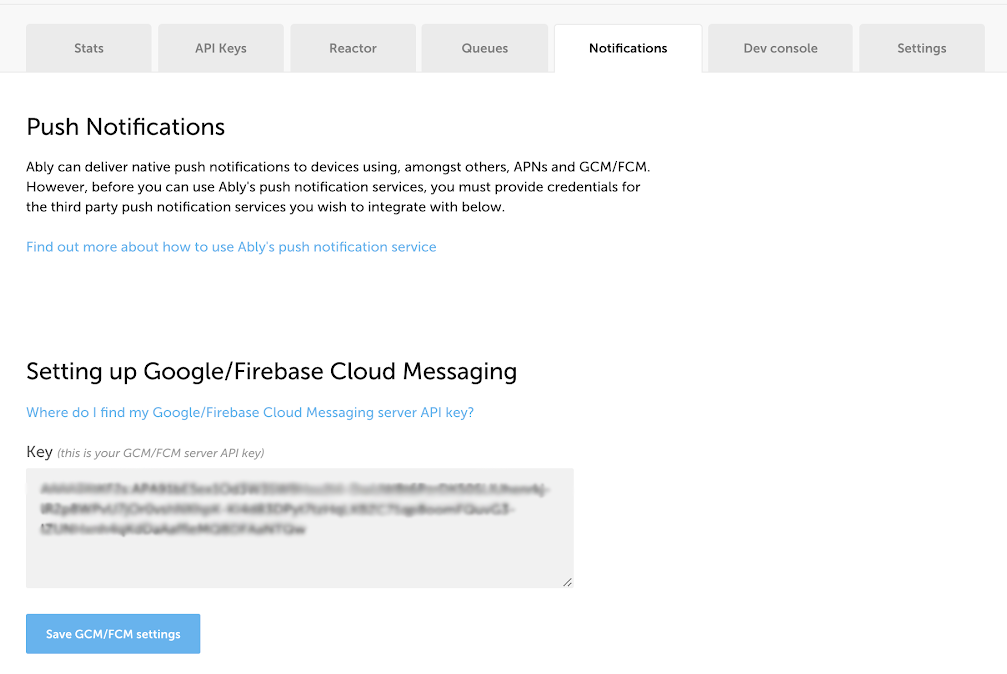 Stats
API Keys
Reactor
Queues
Notifications
Dev console
Settings
Push Notifications
Ably can deliver native push notifications to devices using, amongst others, APNs and GCM/FCM.
However, before you can use Ably's push notification services, you must provide credentials for
the third party push notification services you wish to integrate with below.
Find out more about how to use Ably's push notification service
Setting up Google/Firebase Cloud Messaging
Where do I find my Google/Firebase Cloud Messaging server API key?
Key (this is your GCM/FCM server API key)
Save GCM/FCM settings